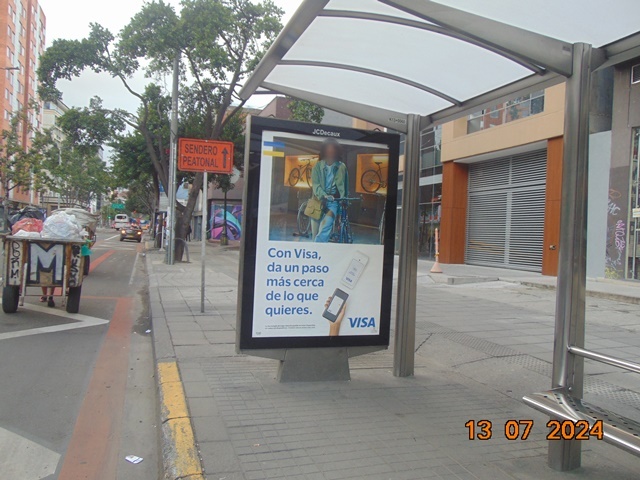 JCDecaux
SENDERO
PEATONAL
Con Visa,
da un paso
más cerca
de lo que
quieres.
VISA
M
13 07 2024